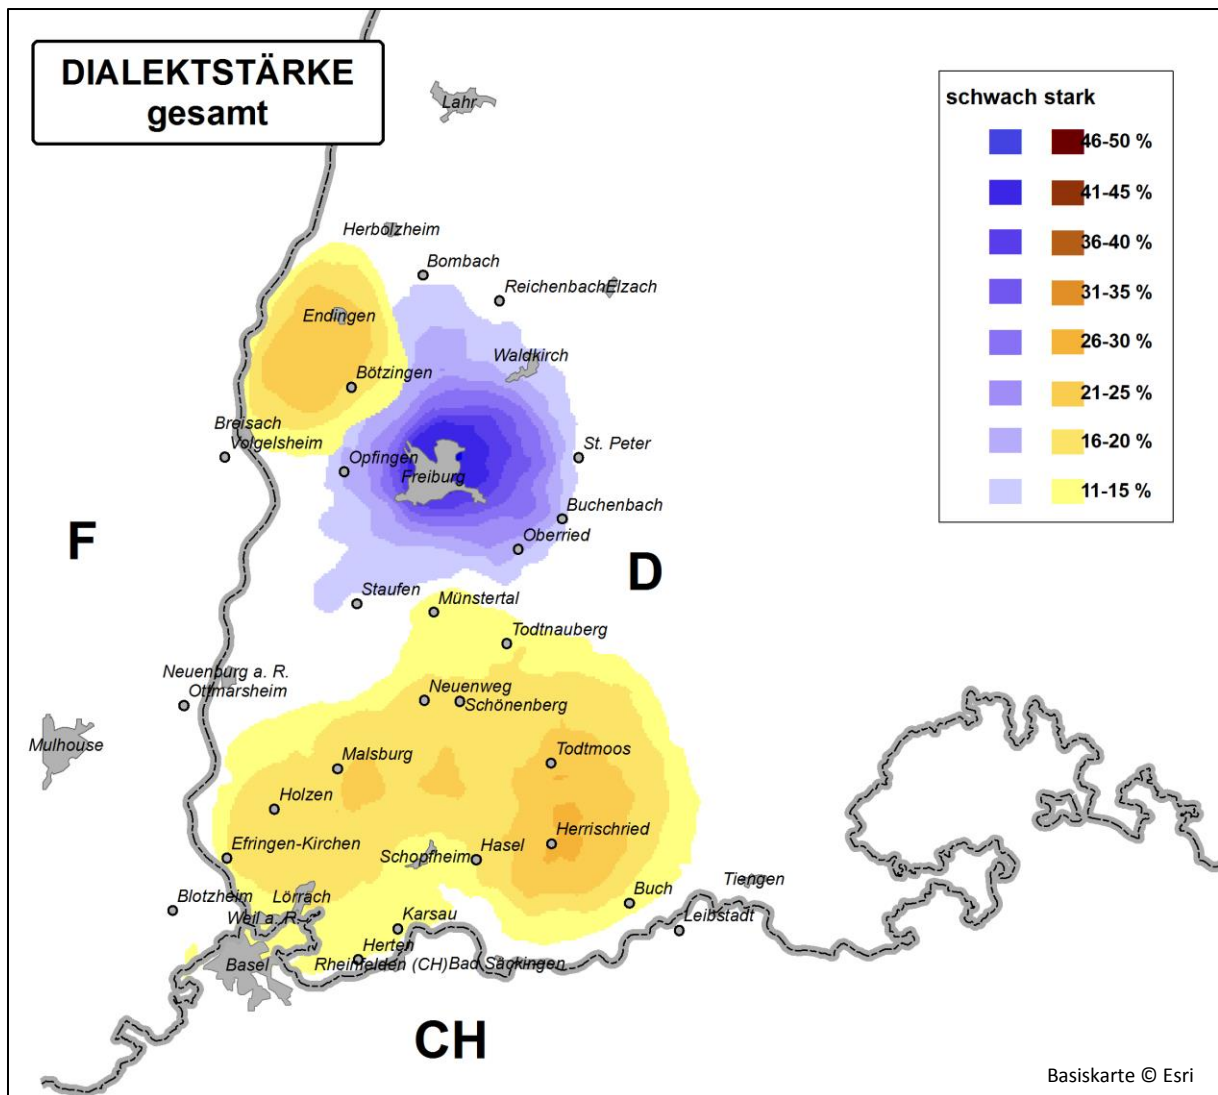 DIALEKTSTÄRKE
gesamt
Lahr
schwach stark
46-50 %
41-45 %
36-40 %
31-35 %
26-30 %
21-25 %
16-20 %
11-15 %
Herbolzheim
Bombach
Reichenbach
Elzach
Endingen
Waldkirch
Bötzingen
Breisach
Volgelsheim
Opfingen
Freiburg
St. Peter
Buchenbach
Oberried
F
D
Staufen
Münstertal
Todtnauberg
Neuenburg a. R.
Ottmarsheim
Neuenweg
Schönenberg
Mulhouse
Malsburg
Todtmoos
Holzen
Herrischried
Efringen-Kirchen
Schopfheim
Hasel
Blotzheim
Lörrach
Weil a. R.
Karsau
Buch
Tiengen
Leibstadt
Herten
Basel
Rheinfelden (CH)
Bad Säckingen
CH
Basiskarte © Esri